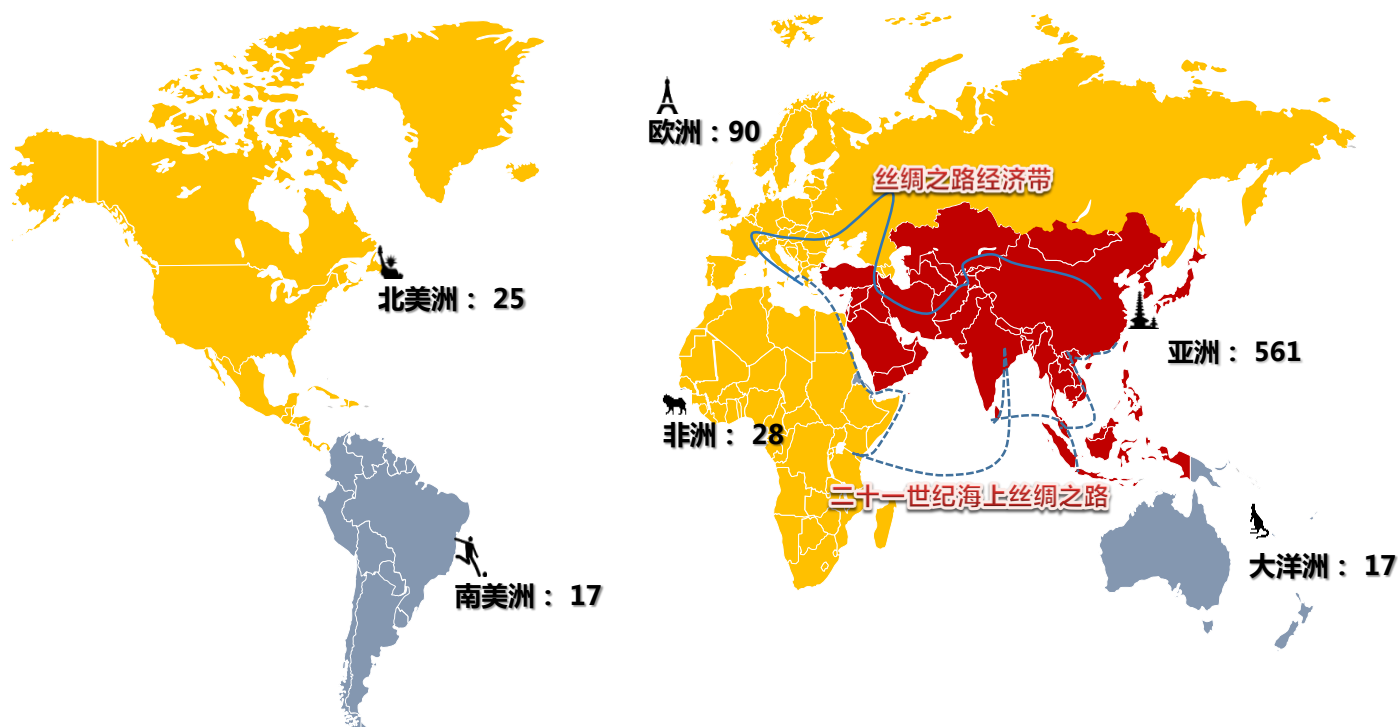 欧洲：90
丝绸之路经济带
北美洲： 25
亚洲： 561
非洲： 28
二十一世纪海上丝绸之路
大洋洲： 17
南美洲： 17